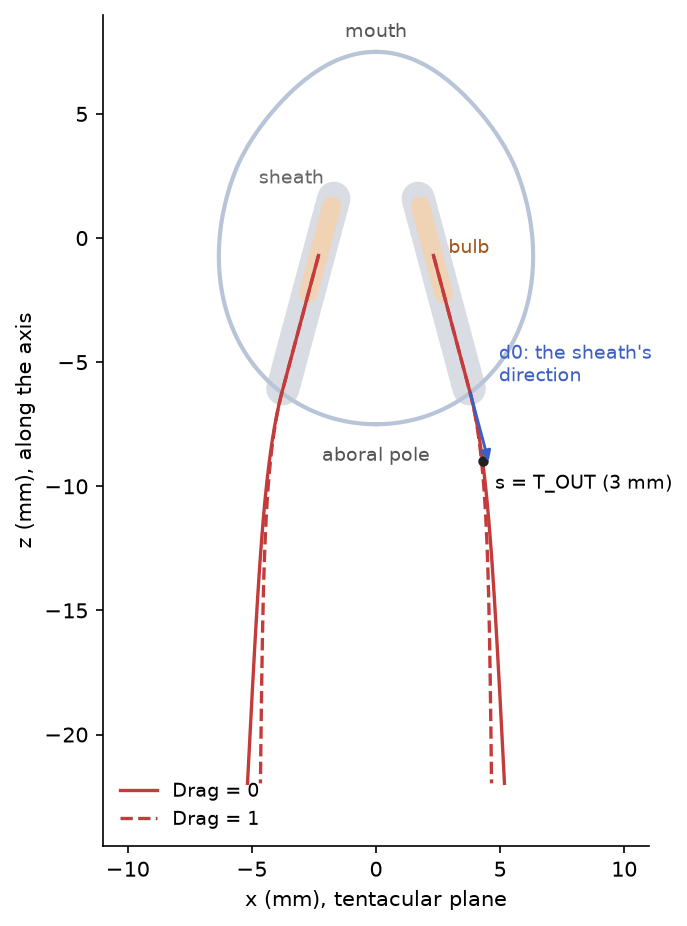 mouth
5
sheath
0
bulb
d0: the sheath's
direction
−5
aboral pole
s = T_OUT (3 mm)
−10
−15
−20
Drag = 0
Drag = 1
−10
−5
0
5
10
x (mm), tentacular plane
z (mm), along the axis